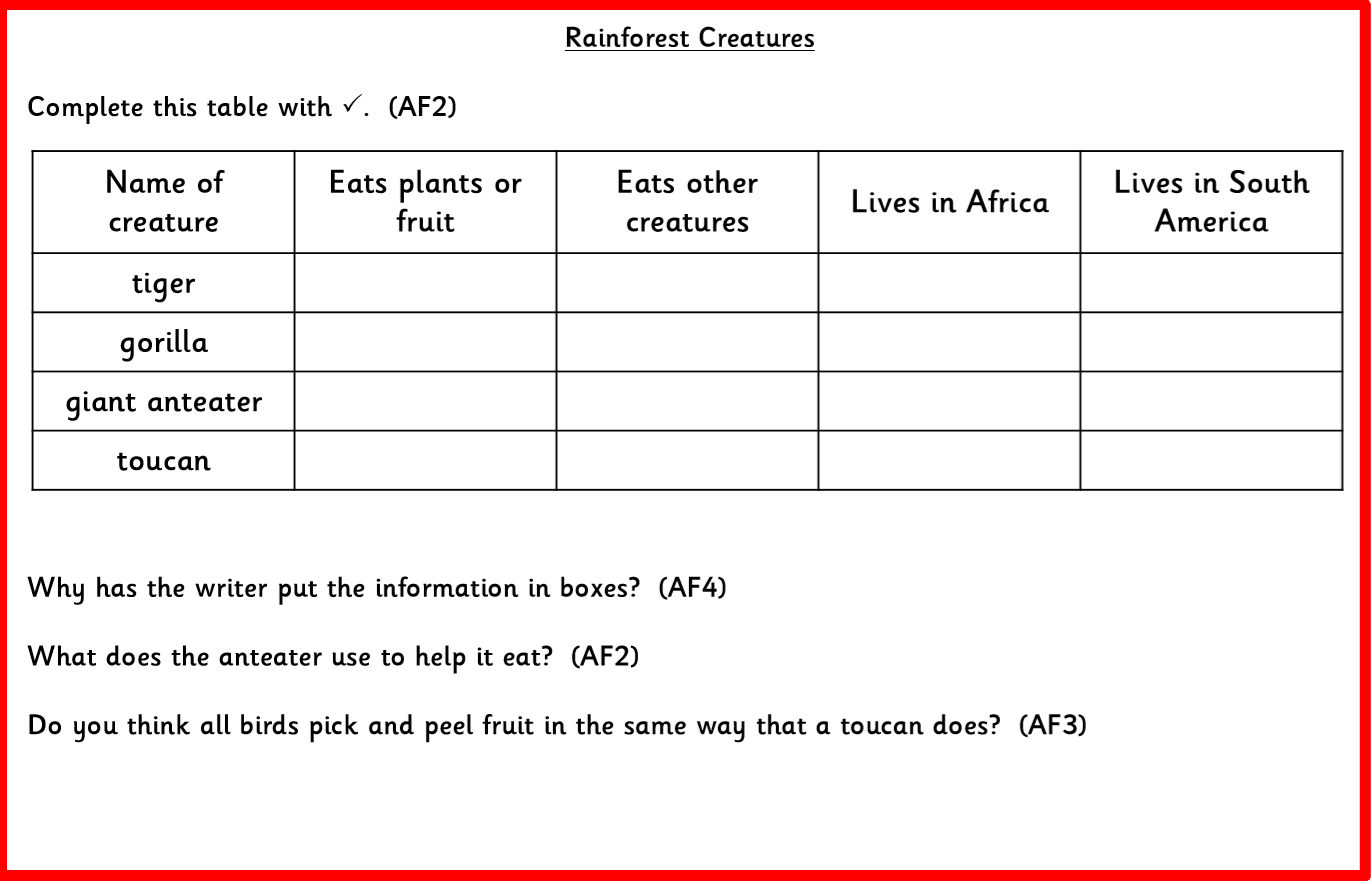 Rainforest Creatures
Complete this table with ✓. (AF2)
Name of creature | Eats plants or fruit | Eats other creatures | Lives in Africa | Lives in South America
tiger
gorilla
giant anteater
toucan
Why has the writer put the information in boxes? (AF4)
What does the anteater use to help it eat? (AF2)
Do you think all birds pick and peel fruit in the same way that a toucan does? (AF3)